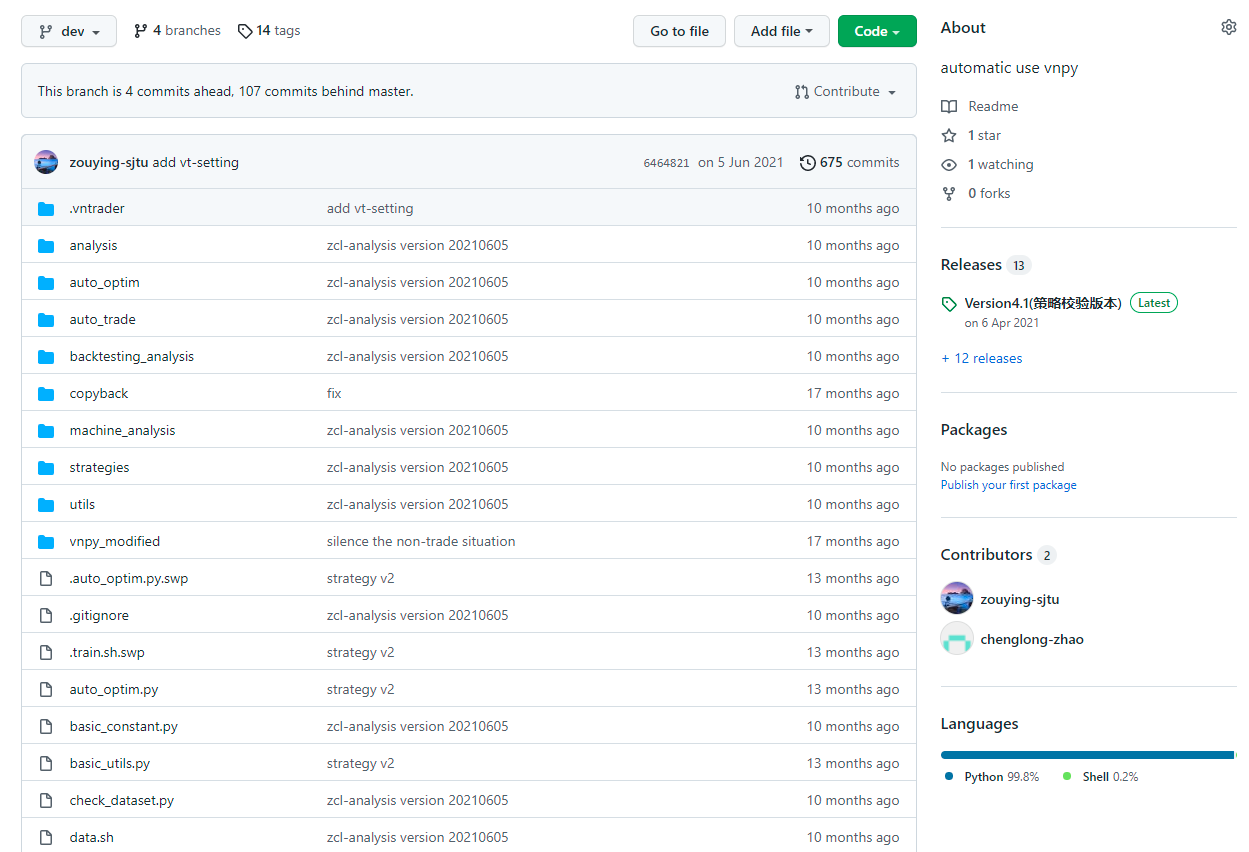 dev
4 branches
14 tags
Go to file
Add file
Code
This branch is 4 commits ahead, 107 commits behind master.
Contribute
zouying-sjtu add vt-setting
6464821 on 5 Jun 2021
675 commits
.vntrader add vt-setting 10 months ago
analysis zcl-analysis version 20210605 10 months ago
auto_optim zcl-analysis version 20210605 10 months ago
auto_trade zcl-analysis version 20210605 10 months ago
backtesting_analysis zcl-analysis version 20210605 10 months ago
copyback fix 17 months ago
machine_analysis zcl-analysis version 20210605 10 months ago
strategies zcl-analysis version 20210605 10 months ago
utils zcl-analysis version 20210605 10 months ago
vnpy_modified silence the non-trade situation 17 months ago
.auto_optim.py.swp strategy v2 13 months ago
.gitignore zcl-analysis version 20210605 10 months ago
.train.sh.swp strategy v2 13 months ago
auto_optim.py strategy v2 13 months ago
basic_constant.py zcl-analysis version 20210605 10 months ago
basic_utils.py strategy v2 13 months ago
check_dataset.py zcl-analysis version 20210605 10 months ago
data.sh zcl-analysis version 20210605 10 months ago
About
automatic use vnpy
Readme
1 star
1 watching
0 forks
Releases 13
Version4.1(策略校验版本) Latest
on 6 Apr 2021
+ 12 releases
Packages
No packages published
Publish your first package
Contributors 2
zouying-sjtu
chenglong-zhao
Languages
Python 99.8% Shell 0.2%